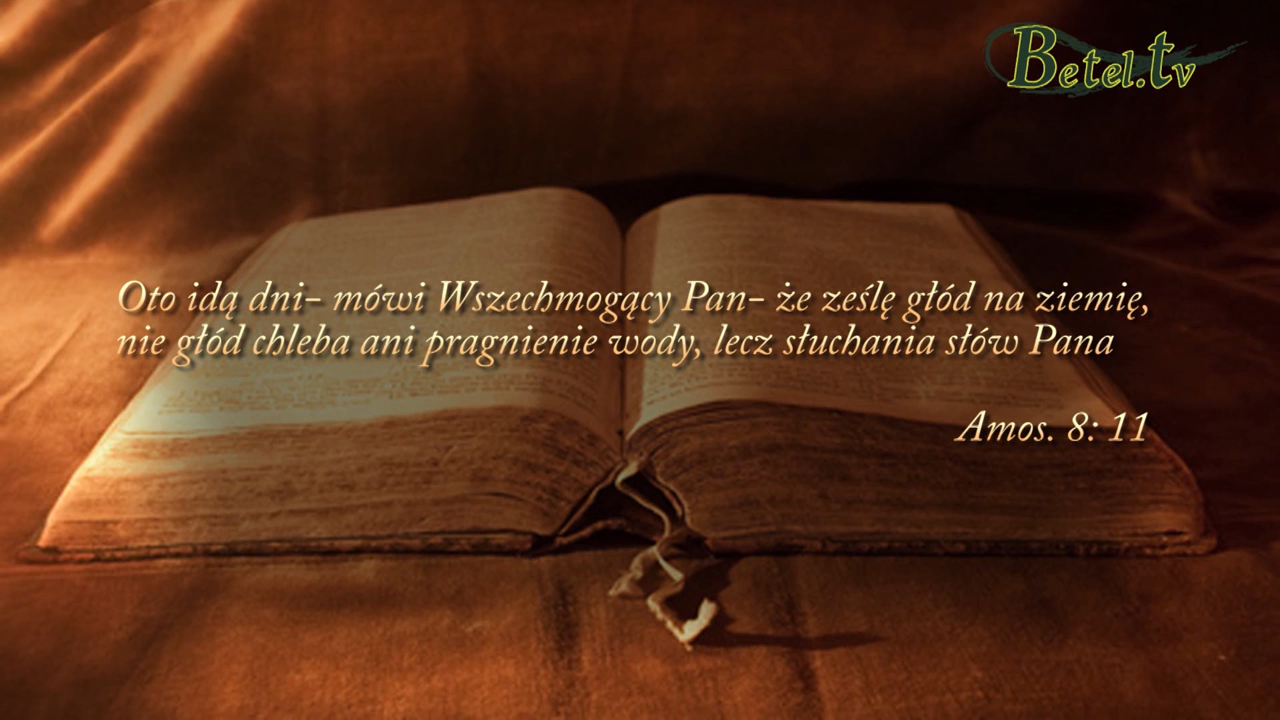 Betel.tv
Oto idą dni- mówi Wszechmogący Pan- że ześlę głód na ziemię,
nie głód chleba ani pragnienie wody, lecz słuchania słów Pana
Amos. 8: 11